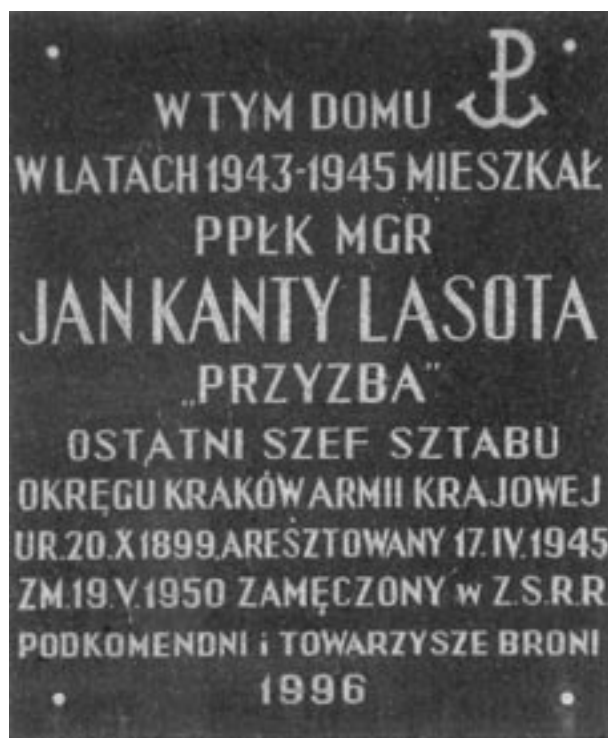 W TYM DOMU
W LATACH 1943-1945 MIESZKAŁ
PPŁK MGR
JAN KANTY LASOTA
„PRZYZBA”
OSTATNI SZEF SZTABU
OKRĘGU KRAKÓW ARMII KRAJOWEJ
UR.20.X1899,ARESZTOWANY 17.IV.1945
ZM.19.V.1950 ZAMĘCZONY w Z.S.R.R
PODKOMENDNI i TOWARZYSZE BRONI
1996